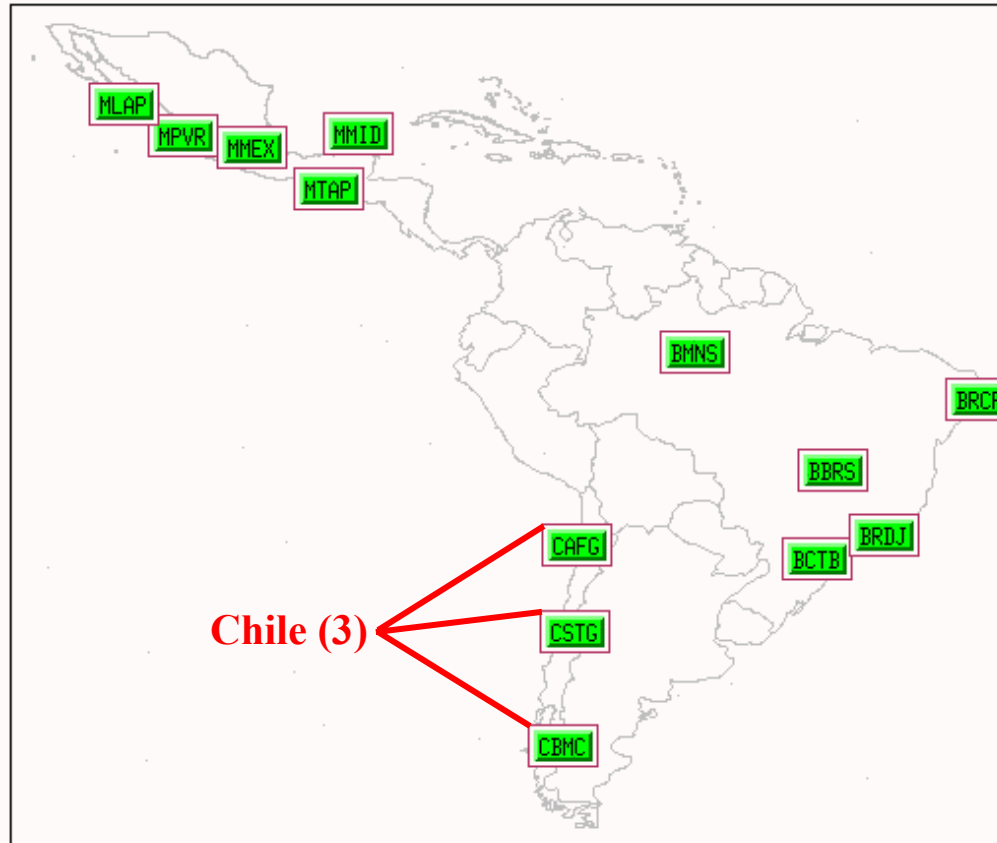 MLAP
MPVR
MMEX
MMID
MTAP
BMNS
BBRS
BRDJ
BCTB
CAFG
Chile (3)
CSTG
CBMC